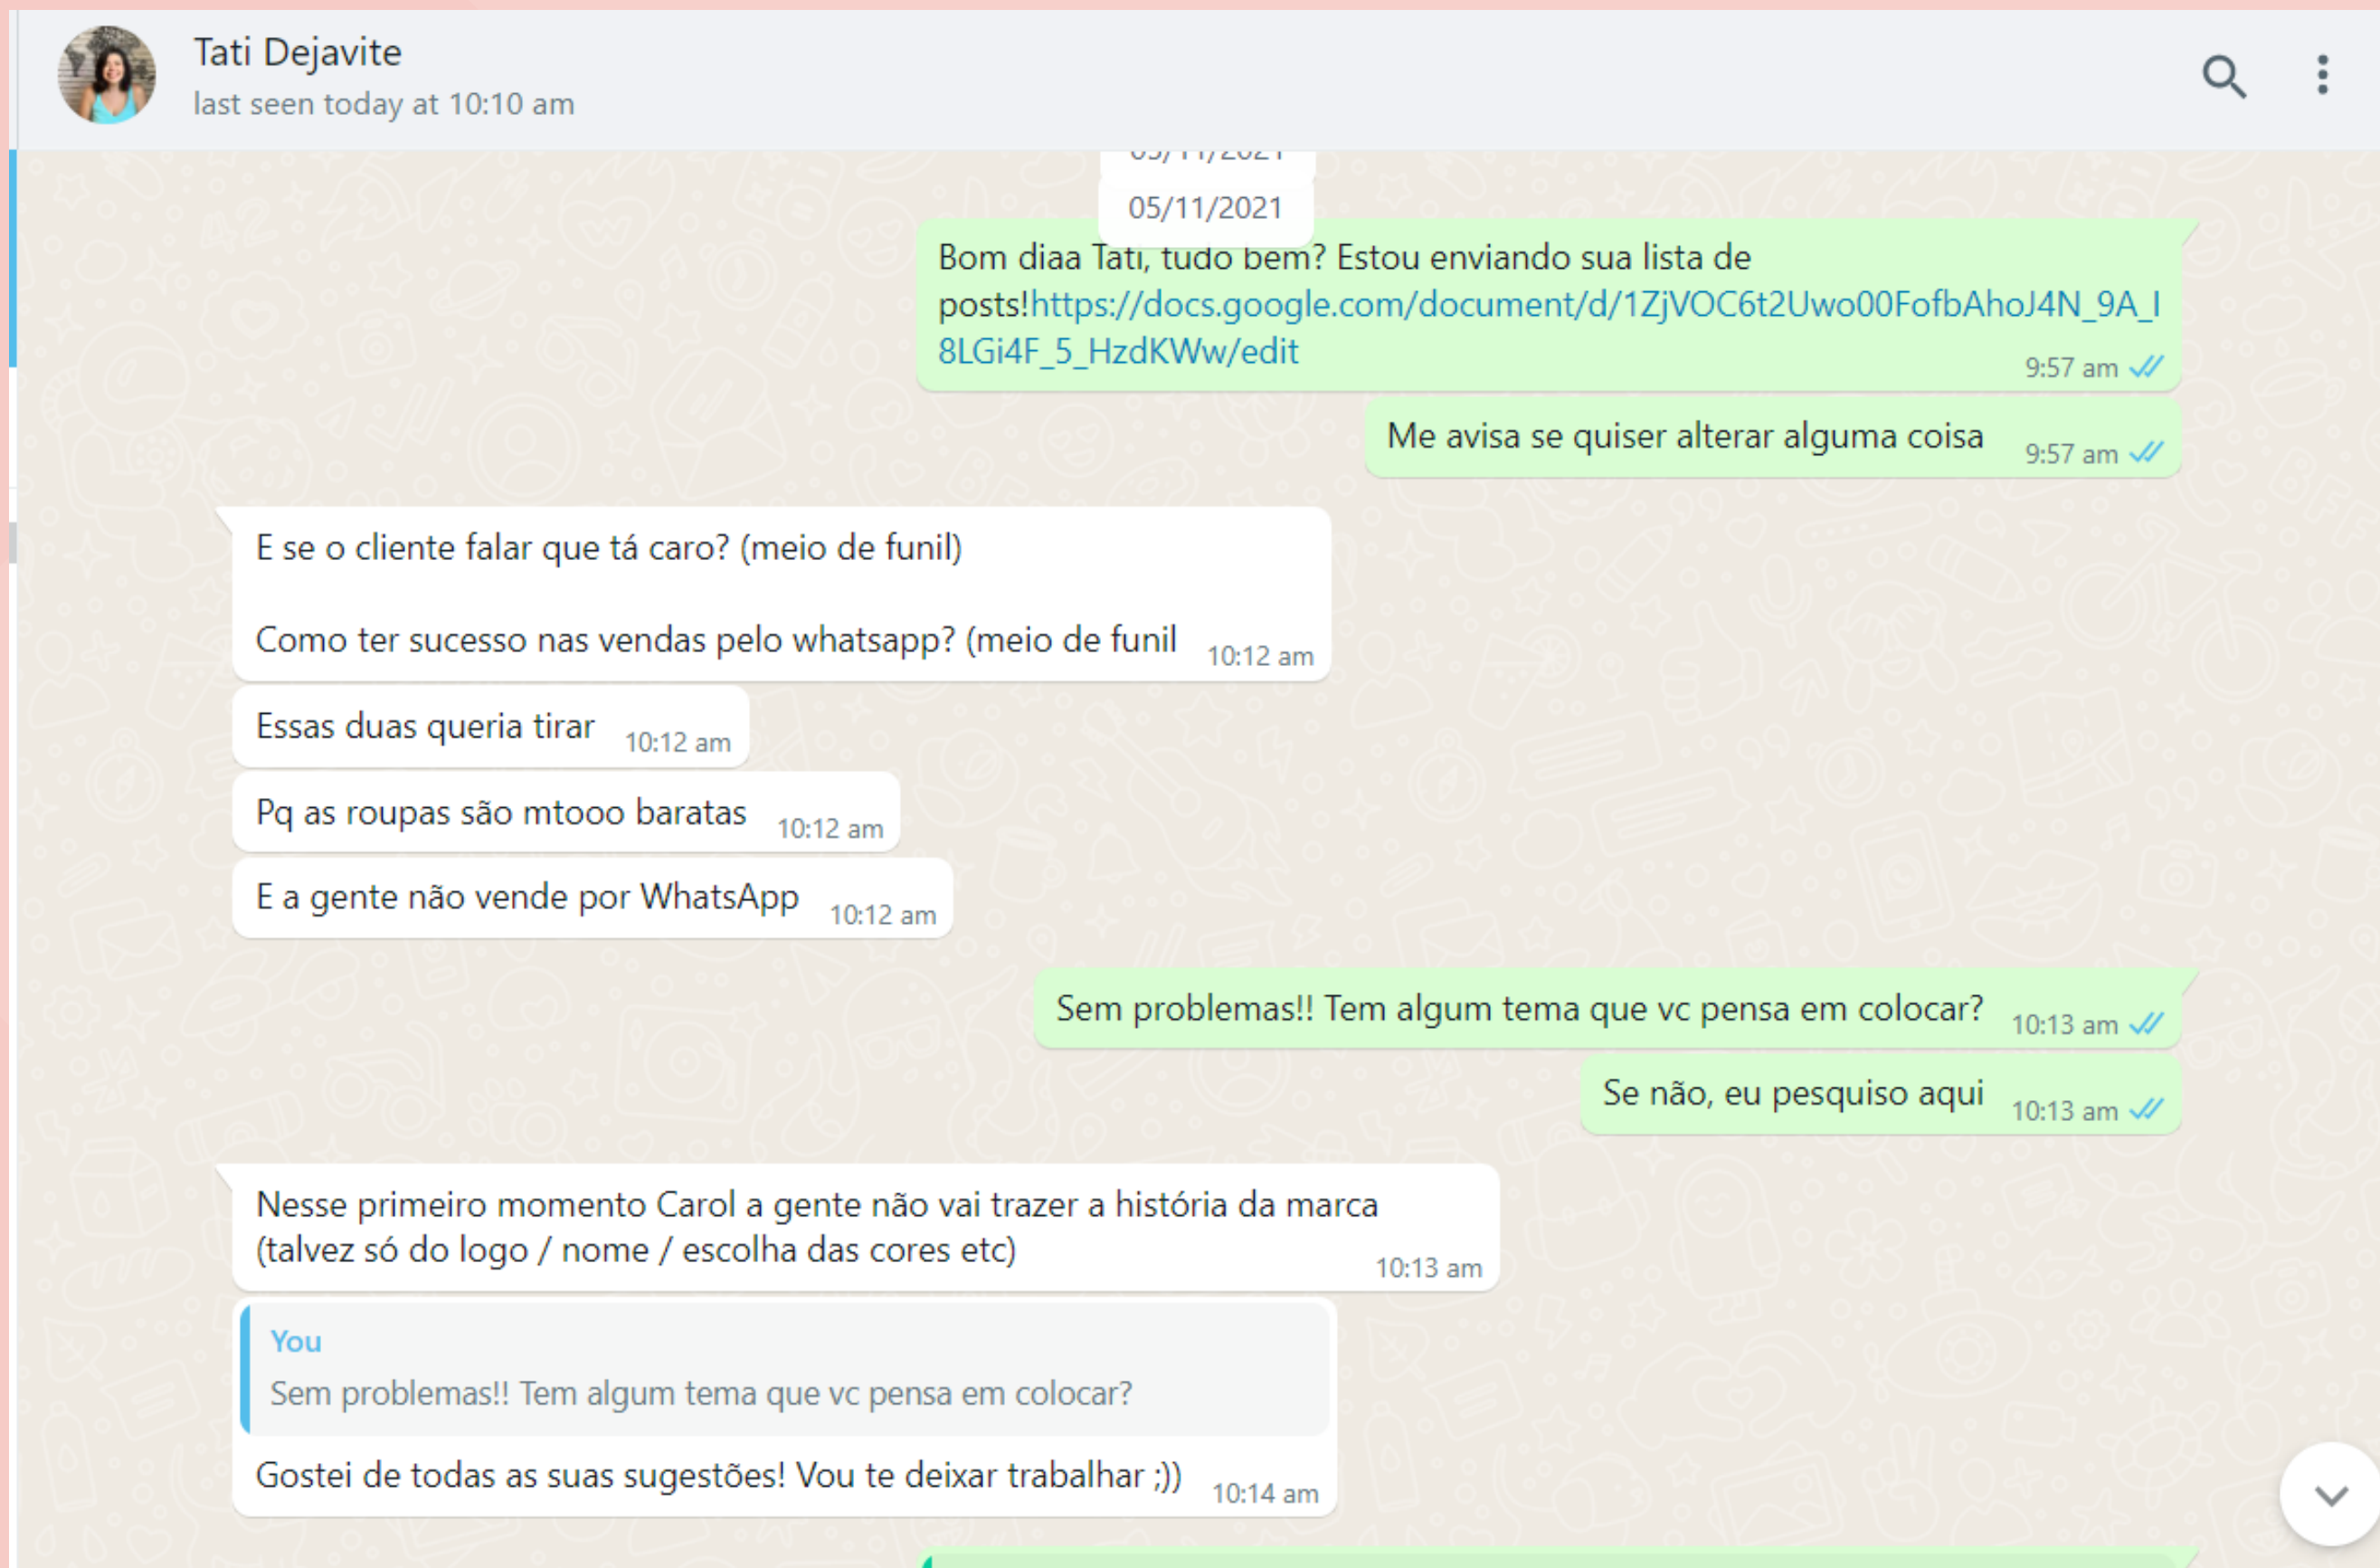 Tati Dejavite
last seen today at 10:10 am
05/11/2021
05/11/2021
Bom diaa Tati, tudo bem? Estou enviando sua lista de
posts!https://docs.google.com/document/d/1ZjVOC6t2Uwo00FofbAhoJ4N_9A_I
8LGi4F_5_HzdKWw/edit
9:57 am
Me avisa se quiser alterar alguma coisa 9:57 am
E se o cliente falar que tá caro? (meio de funil)
Como ter sucesso nas vendas pelo whatsapp? (meio de funil 10:12 am
Essas duas queria tirar 10:12 am
Pq as roupas são mtooo baratas 10:12 am
E a gente não vende por WhatsApp 10:12 am
Sem problemas!! Tem algum tema que vc pensa em colocar? 10:13 am
Se não, eu pesquiso aqui 10:13 am
Nesse primeiro momento Carol a gente não vai trazer a história da marca
(talvez só do logo / nome / escolha das cores etc) 10:13 am
You
Sem problemas!! Tem algum tema que vc pensa em colocar?
Gostei de todas as suas sugestões! Vou te deixar trabalhar ;)) 10:14 am